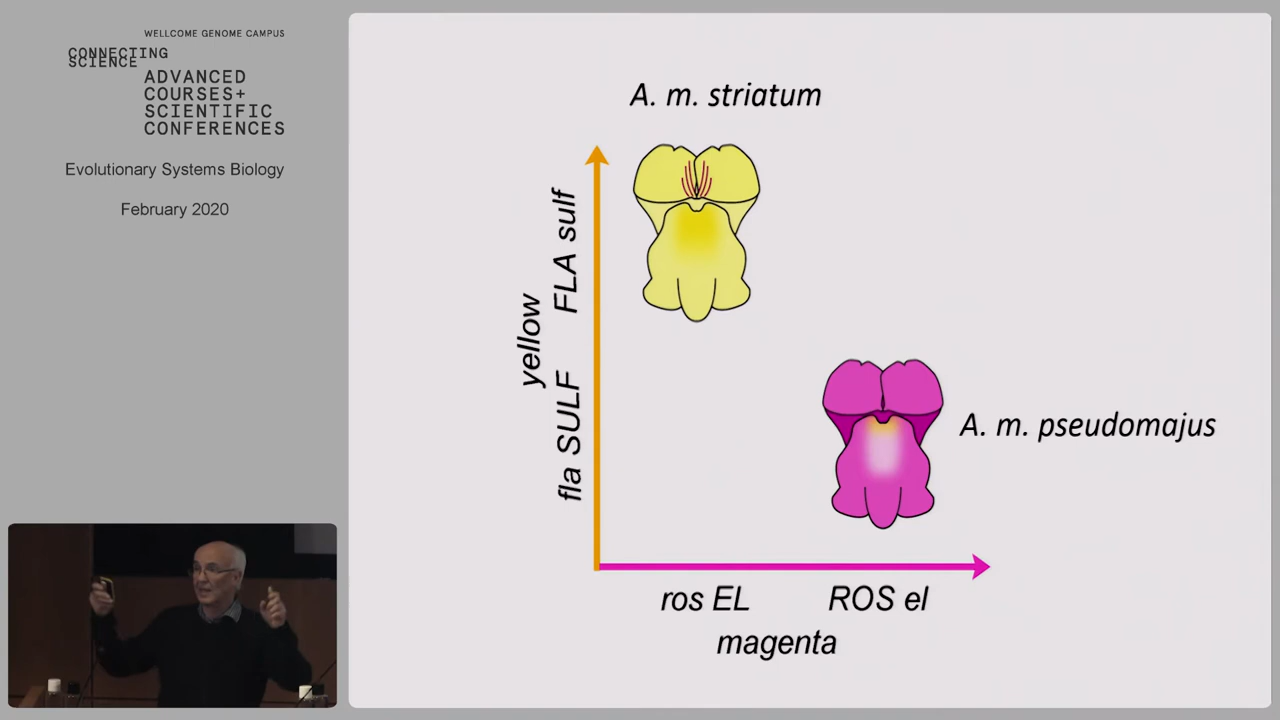 WELLCOME GENOME CAMPUS
CONNECTING
SCIENCE
ADVANCED
COURSES+
SCIENTIFIC
CONFERENCES
Evolutionary Systems Biology
February 2020
A. m. striatum
yellow
fla SULF FLA sulf
A. m. pseudomajus
ros EL ROS el
magenta